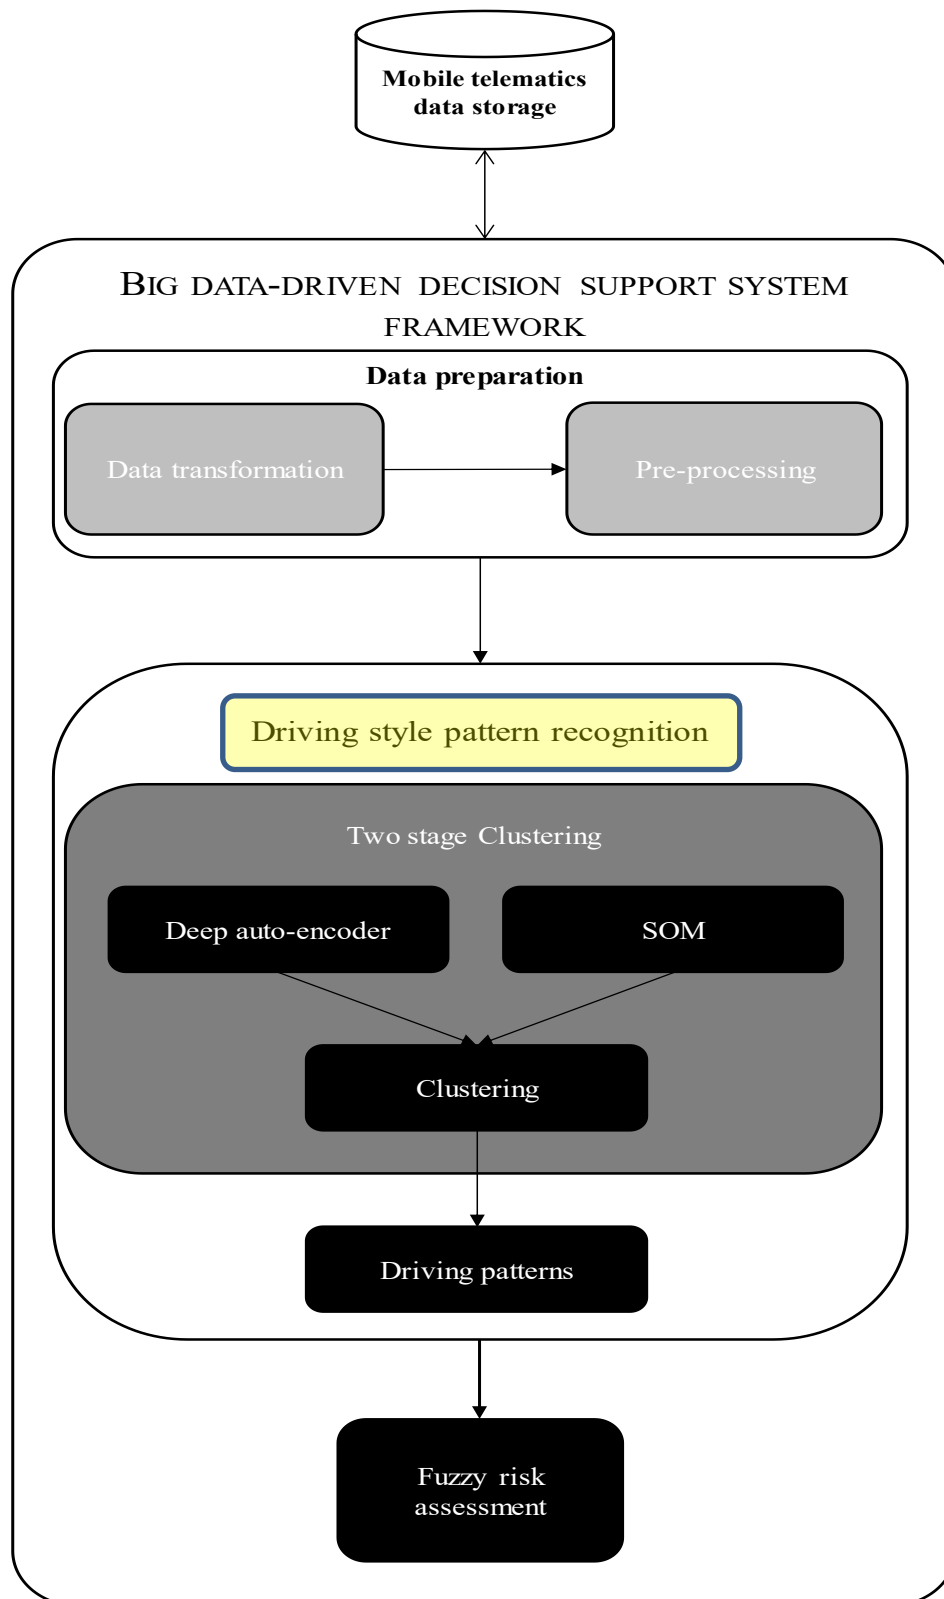 Mobile telematics
data storage
BIG DATA-DRIVEN DECISION SUPPORT SYSTEM
FRAMEWORK
Data preparation
Data transformation
Pre-processing
Driving style pattern recognition
Two stage Clustering
Deep auto-encoder
SOM
Clustering
Driving patterns
Fuzzy risk
assessment